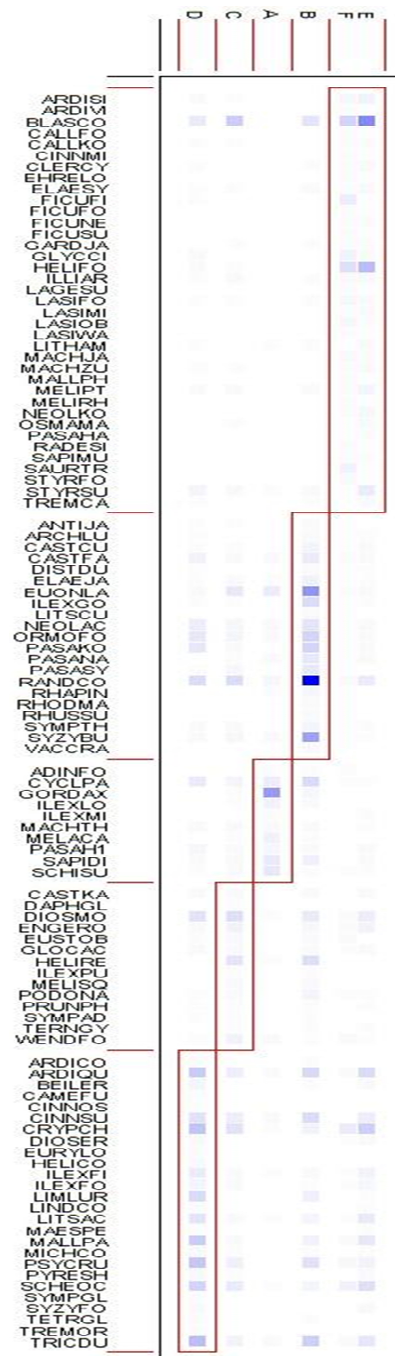 D C A B F E
ARDISI
ARDIVI
BLASCO
CALLFO
CALLKO
CINNMI
CLERCY
EHRELO
ELAESY
FICUFI
FICUFO
FICUNE
FICUSU
GARDJA
GLYCCI
HELIFO
ILLIAR
LAGESU
LASIFO
LASIMI
LASIOB
LASIWA
LITHAM
MACHJA
MACHZU
MALLPH
MELIPT
MELIRH
NEOLKO
OSMAMA
PASAHA
RADESI
SAPIMU
SAURTR
STYRFO
STYRSU
TREMCA
ANTIJA
ARCHLU
CASTCU
CASTFA
DISTDU
ELAEJA
EUONLA
ILEXGO
LITSCU
NEOLAC
ORMOFO
PASAKO
PASANA
PASASY
RANDCO
RHAPIN
RHODMA
RHUSSU
SYMPTH
SYZYBU
VACCRA
ADINFO
CYCLPA
GORDAX
ILEXLO
ILEXMI
MACHTH
MELACA
PASAH1
SAPIDI
SCHISU
CASTKA
DAPHGL
DIOSMO
ENGERO
EUSTOB
GLOCAC
HELIRE
ILEXPU
MELISQ
PODONA
PRUNPH
SYMPAD
TERNGY
WENDFO
ARDICO
ARDIQU
BEILER
CAMEFU
CINNOS
CINNSU
CRYPCH
DIOSER
EURYLO
HELICO
ILEXFI
ILEXFO
LIMLUR
LINDCO
LITSAC
MAESPE
MALLPA
MICHCO
PSYCRU
PYRESH
SCHEOC
SYMPGL
SYZYFO
TETRGL
TREMOR
TRICDU